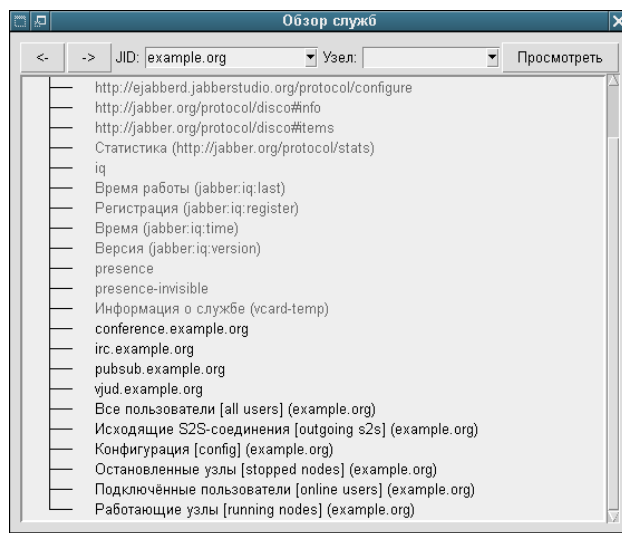 Обзор служб
<- -> JID: example.org Узел: Просмотреть
http://ejabberd.jabberstudio.org/protocol/configure
http://jabber.org/protocol/disco#info
http://jabber.org/protocol/disco#items
Статистика (http://jabber.org/protocol/stats)
iq
Время работы (jabber:iq:last)
Регистрация (jabber:iq:register)
Время (jabber:iq:time)
Версия (jabber:iq:version)
presence
presence-invisible
Информация о службе (vcard-temp)
conference.example.org
irc.example.org
pubsub.example.org
vjud.example.org
Все пользователи [all users] (example.org)
Исходящие S2S-соединения [outgoing s2s] (example.org)
Конфигурация [config] (example.org)
Остановленные узлы [stopped nodes] (example.org)
Подключённые пользователи [online users] (example.org)
Работающие узлы [running nodes] (example.org)